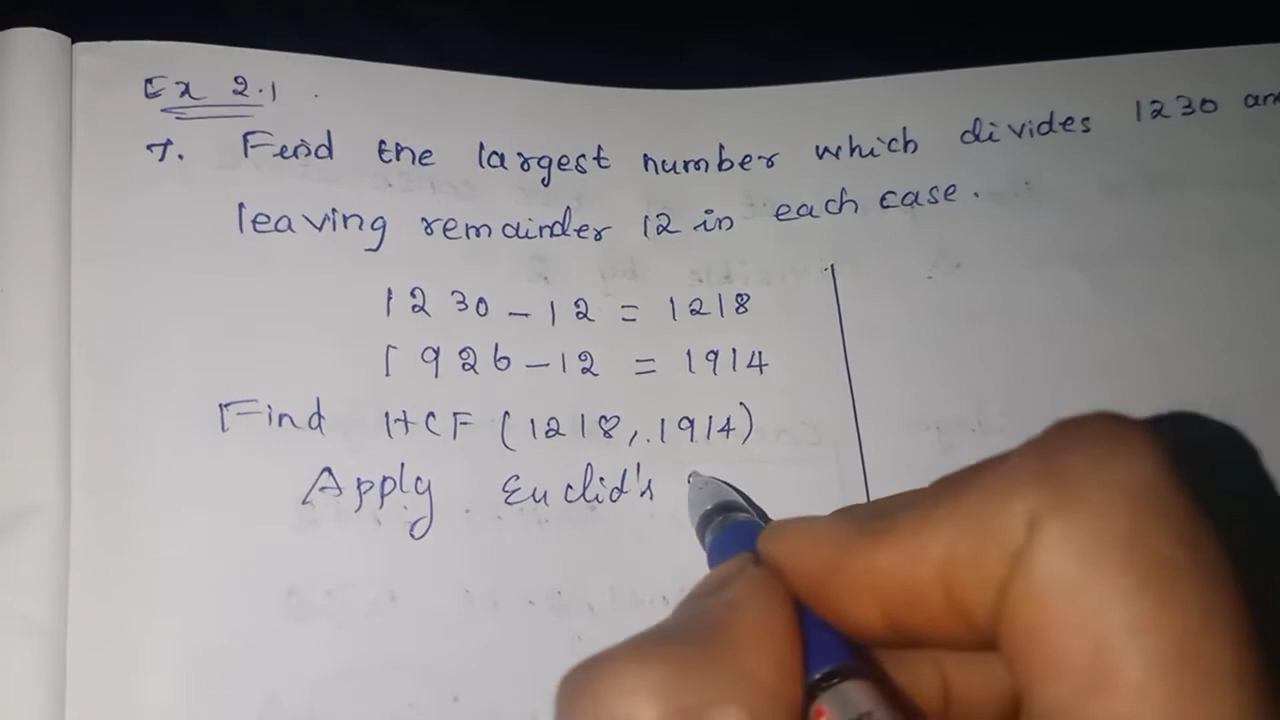 Ex 2.1
7. Find the largest number which divides 1230 an
leaving remainder 12 in each case.
1230 - 12 = 1218
1926 - 12 = 1914
Find HCF (1218, 1914)
Apply Euclid's